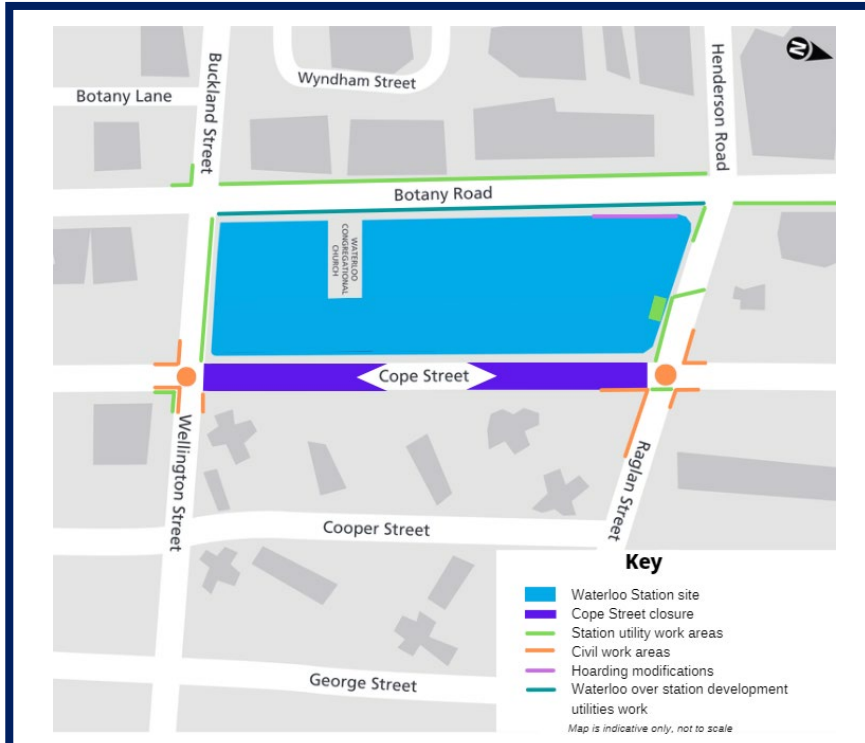 N
Wyndham Street
Botany Lane
Buckland Street
Henderson Road
Botany Road
WATERLOO
CONGREGATIONAL
CHURCH
Cope Street
Wellington Street
Raglan Street
Cooper Street
George Street
Key
Waterloo Station site
Cope Street closure
Station utility work areas
Civil work areas
Hoarding modifications
Waterloo over station development
utilities work
Map is indicative only, not to scale